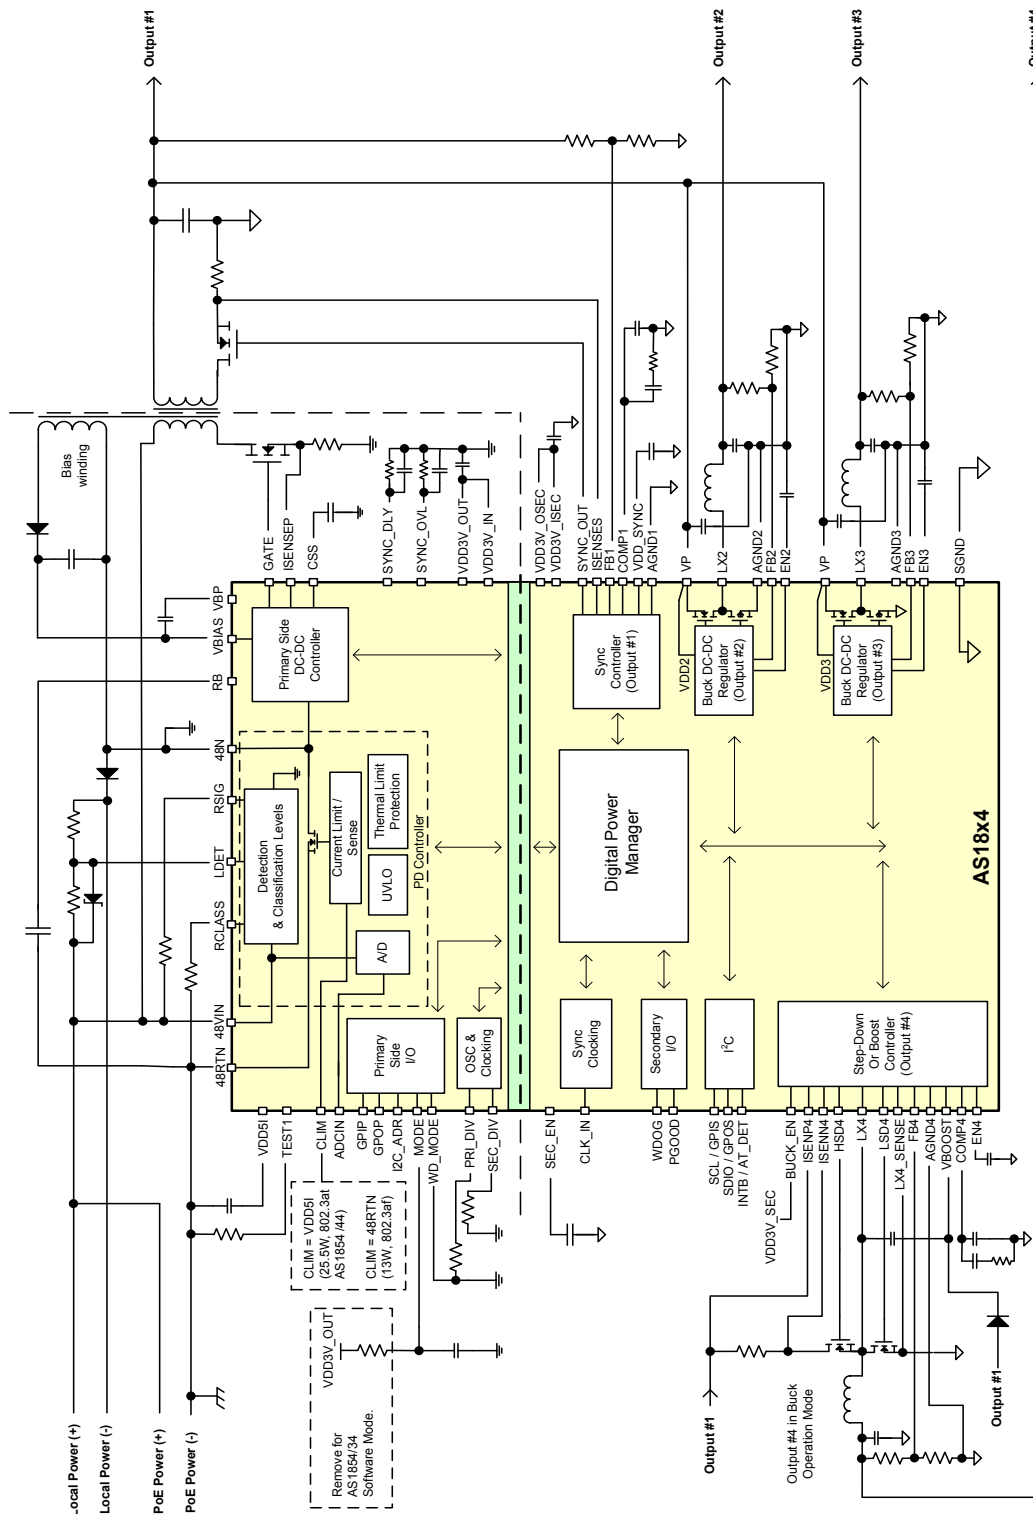 Local Power (+)
Local Power (-)
PoE Power (+)
PoE Power (-)
Bias
winding
Output #1
48RTN
48VIN
RCLASS
LDET
RSIG
48N
RB
VBIAS
VBP
VDD5I
TEST1
CLIM
ADCIN
GPIP
GPOP
I2C_ADR
MODE
WD_MODE
PRI_DIV
SEC_DIV
CLIM = VDD5I
(25.5W, 802.3at
AS1854 /44)
CLIM = 48RTN
(13W, 802.3af)
VDD3V_OUT
Remove for
AS1854/34
Software Mode.
Detection
& Classification Levels
Current Limit /
Sense
Thermal Limit
Protection
UVLO
A/D
PD Controller
Primary Side
DC-DC
Controller
Primary
Side
I/O
OSC &
Clocking
GATE
ISENSEP
CSS
SYNC_DLY
SYNC_OVL
VDD3V_OUT
VDD3V_IN
SEC_EN
CLK_IN
WDOG
PGOOD
SCL / GPIS
SDIO / GPOS
INTB / AT_DET
BUCK_EN
ISENP4
ISENN4
HSD4
LX4
LSD4
LX4_SENSE
FB4
AGND4
VBOOST
COMP4
EN4
VDD3V_SEC
Sync
Clocking
Secondary
I/O
I²C
Step-Down
Or Boost
Controller
(Output #4)
Digital Power
Manager
Sync
Controller
(Output #1)
VDD2
Buck DC-DC
Regulator
(Output #2)
VDD3
Buck DC-DC
Regulator
(Output #3)
AS18x4
VDD3V_OSEC
VDD3V_ISEC
SYNC_OUT
ISENSES
FB1
COMP1
VDD_SYNC
AGND1
VP
LX2
AGND2
FB2
EN2
VP
LX3
AGND3
FB3
EN3
SGND
Output #2
Output #3
Output #4
Output #1
Output #4 in Buck
Operation Mode
Output #1